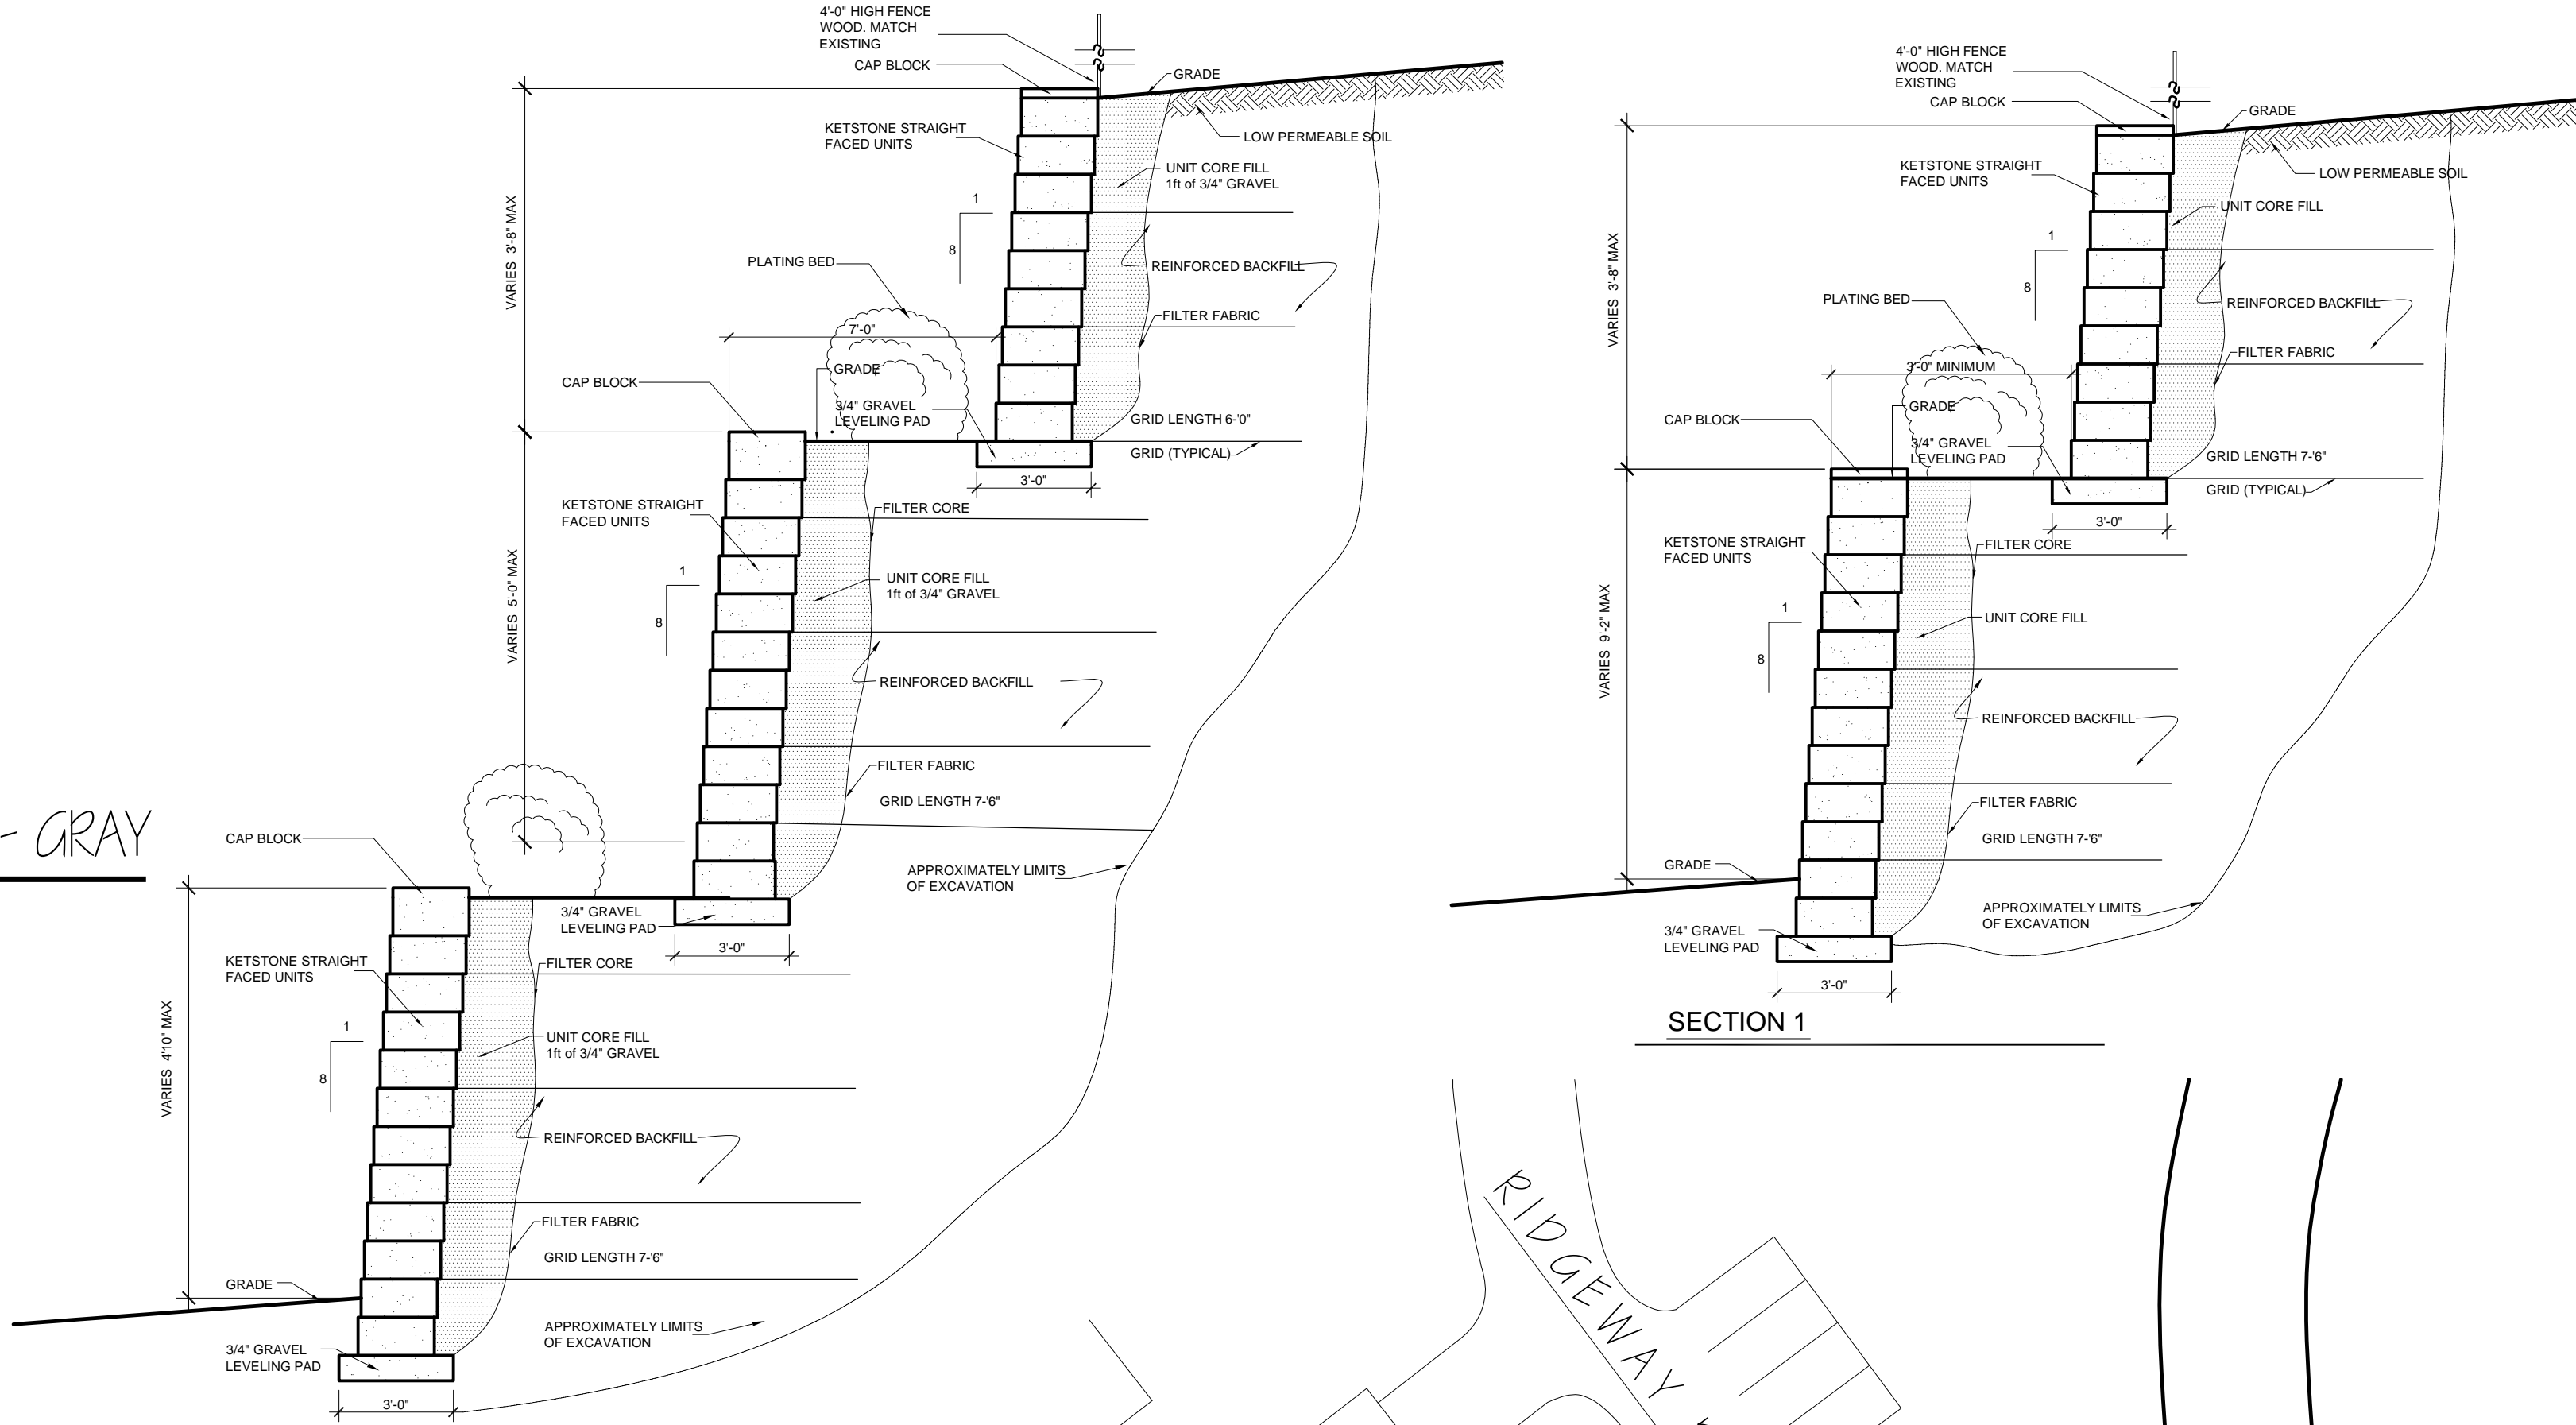 4'-0" HIGH FENCE
WOOD. MATCH
EXISTING
CAP BLOCK
GRADE
KETSTONE STRAIGHT
FACED UNITS
LOW PERMEABLE SOIL
UNIT CORE FILL
1ft of 3/4" GRAVEL
1
8
VARIES 3'-8" MAX
PLATING BED
REINFORCED BACKFILL
FILTER FABRIC
7'-0"
GRADE
CAP BLOCK
3/4" GRAVEL
LEVELING PAD
GRID LENGTH 6-'0"
GRID (TYPICAL)
3'-0"
KETSTONE STRAIGHT
FACED UNITS
FILTER CORE
1
8
UNIT CORE FILL
1ft of 3/4" GRAVEL
VARIES 5'-0" MAX
REINFORCED BACKFILL
FILTER FABRIC
GRID LENGTH 7-'6"
- GRAY
CAP BLOCK
APPROXIMATELY LIMITS
OF EXCAVATION
3/4" GRAVEL
LEVELING PAD
3'-0"
KETSTONE STRAIGHT
FACED UNITS
FILTER CORE
1
8
UNIT CORE FILL
1ft of 3/4" GRAVEL
VARIES 4'10" MAX
REINFORCED BACKFILL
FILTER FABRIC
GRID LENGTH 7-'6"
GRADE
APPROXIMATELY LIMITS
OF EXCAVATION
3/4" GRAVEL
LEVELING PAD
3'-0"
4'-0" HIGH FENCE
WOOD. MATCH
EXISTING
CAP BLOCK
GRADE
KETSTONE STRAIGHT
FACED UNITS
LOW PERMEABLE SOIL
UNIT CORE FILL
1
8
VARIES 3'-8" MAX
PLATING BED
REINFORCED BACKFILL
FILTER FABRIC
3'-0" MINIMUM
GRADE
CAP BLOCK
3/4" GRAVEL
LEVELING PAD
GRID LENGTH 7-'6"
GRID (TYPICAL)
3'-0"
KETSTONE STRAIGHT
FACED UNITS
FILTER CORE
1
8
UNIT CORE FILL
VARIES 9'-2" MAX
REINFORCED BACKFILL
FILTER FABRIC
GRID LENGTH 7-'6"
GRADE
APPROXIMATELY LIMITS
OF EXCAVATION
3/4" GRAVEL
LEVELING PAD
3'-0"
SECTION 1
RIDGEWAY